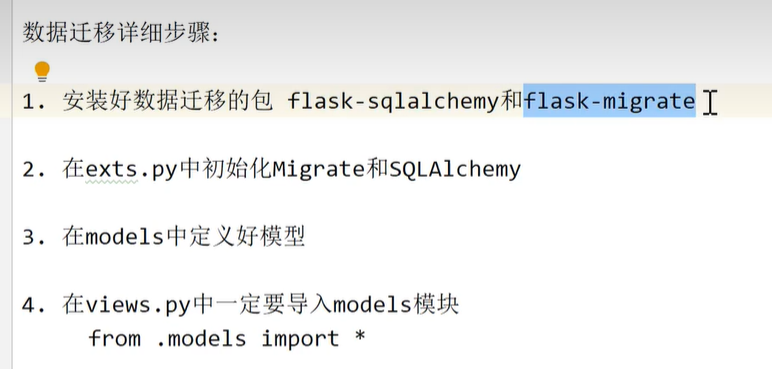 数据迁移详细步骤：
1. 安装好数据迁移的包 flask-sqlalchemy和flask-migrate
2. 在exts.py中初始化Migrate和SQLAlchemy
3. 在models中定义好模型
4. 在views.py中一定要导入models模块
from .models import *